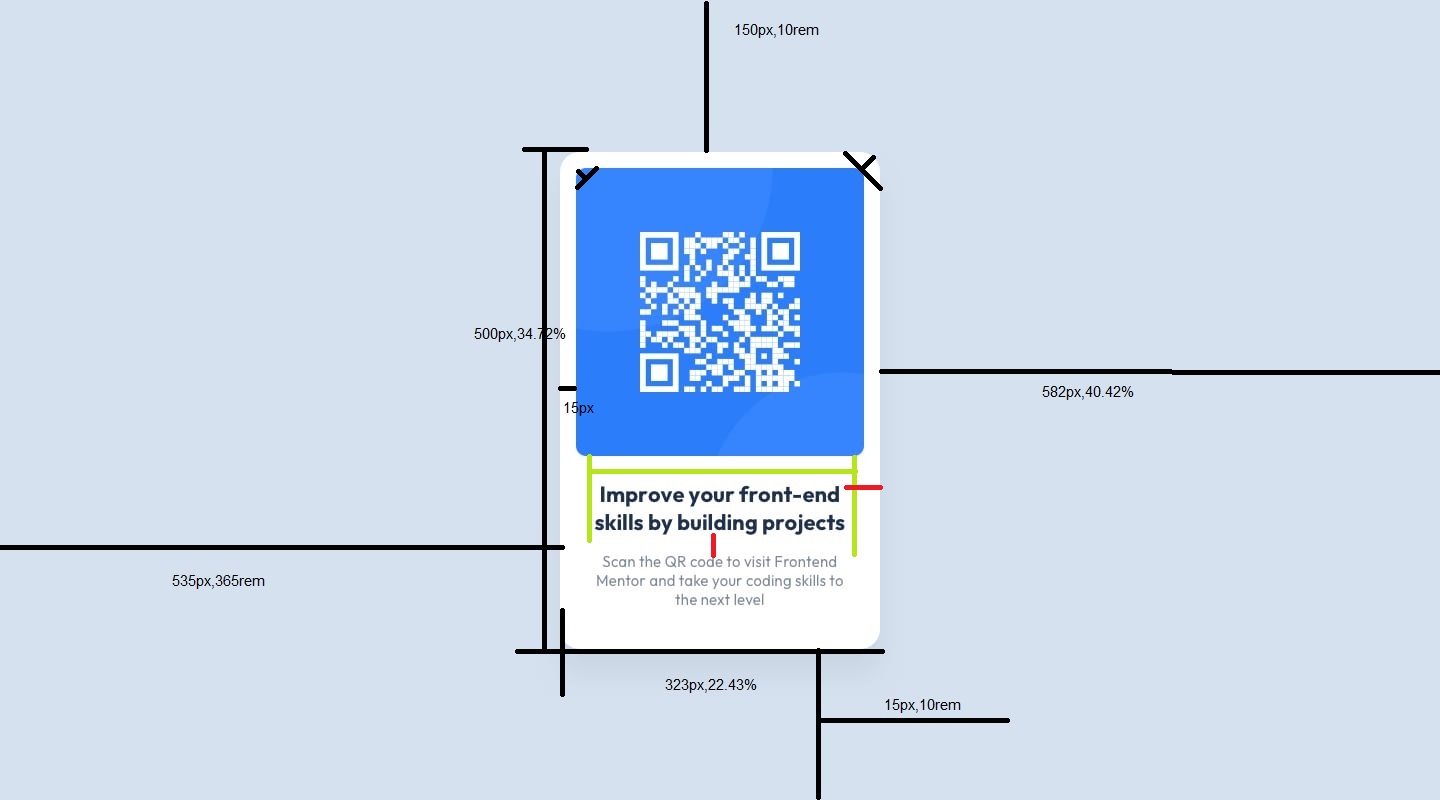 150px,10rem
500px,34.72%
582px,40.42%
15px
Improve your front-end
skills by building projects
Scan the QR code to visit Frontend
Mentor and take your coding skills to
the next level
535px,365rem
323px,22.43%
15px,10rem